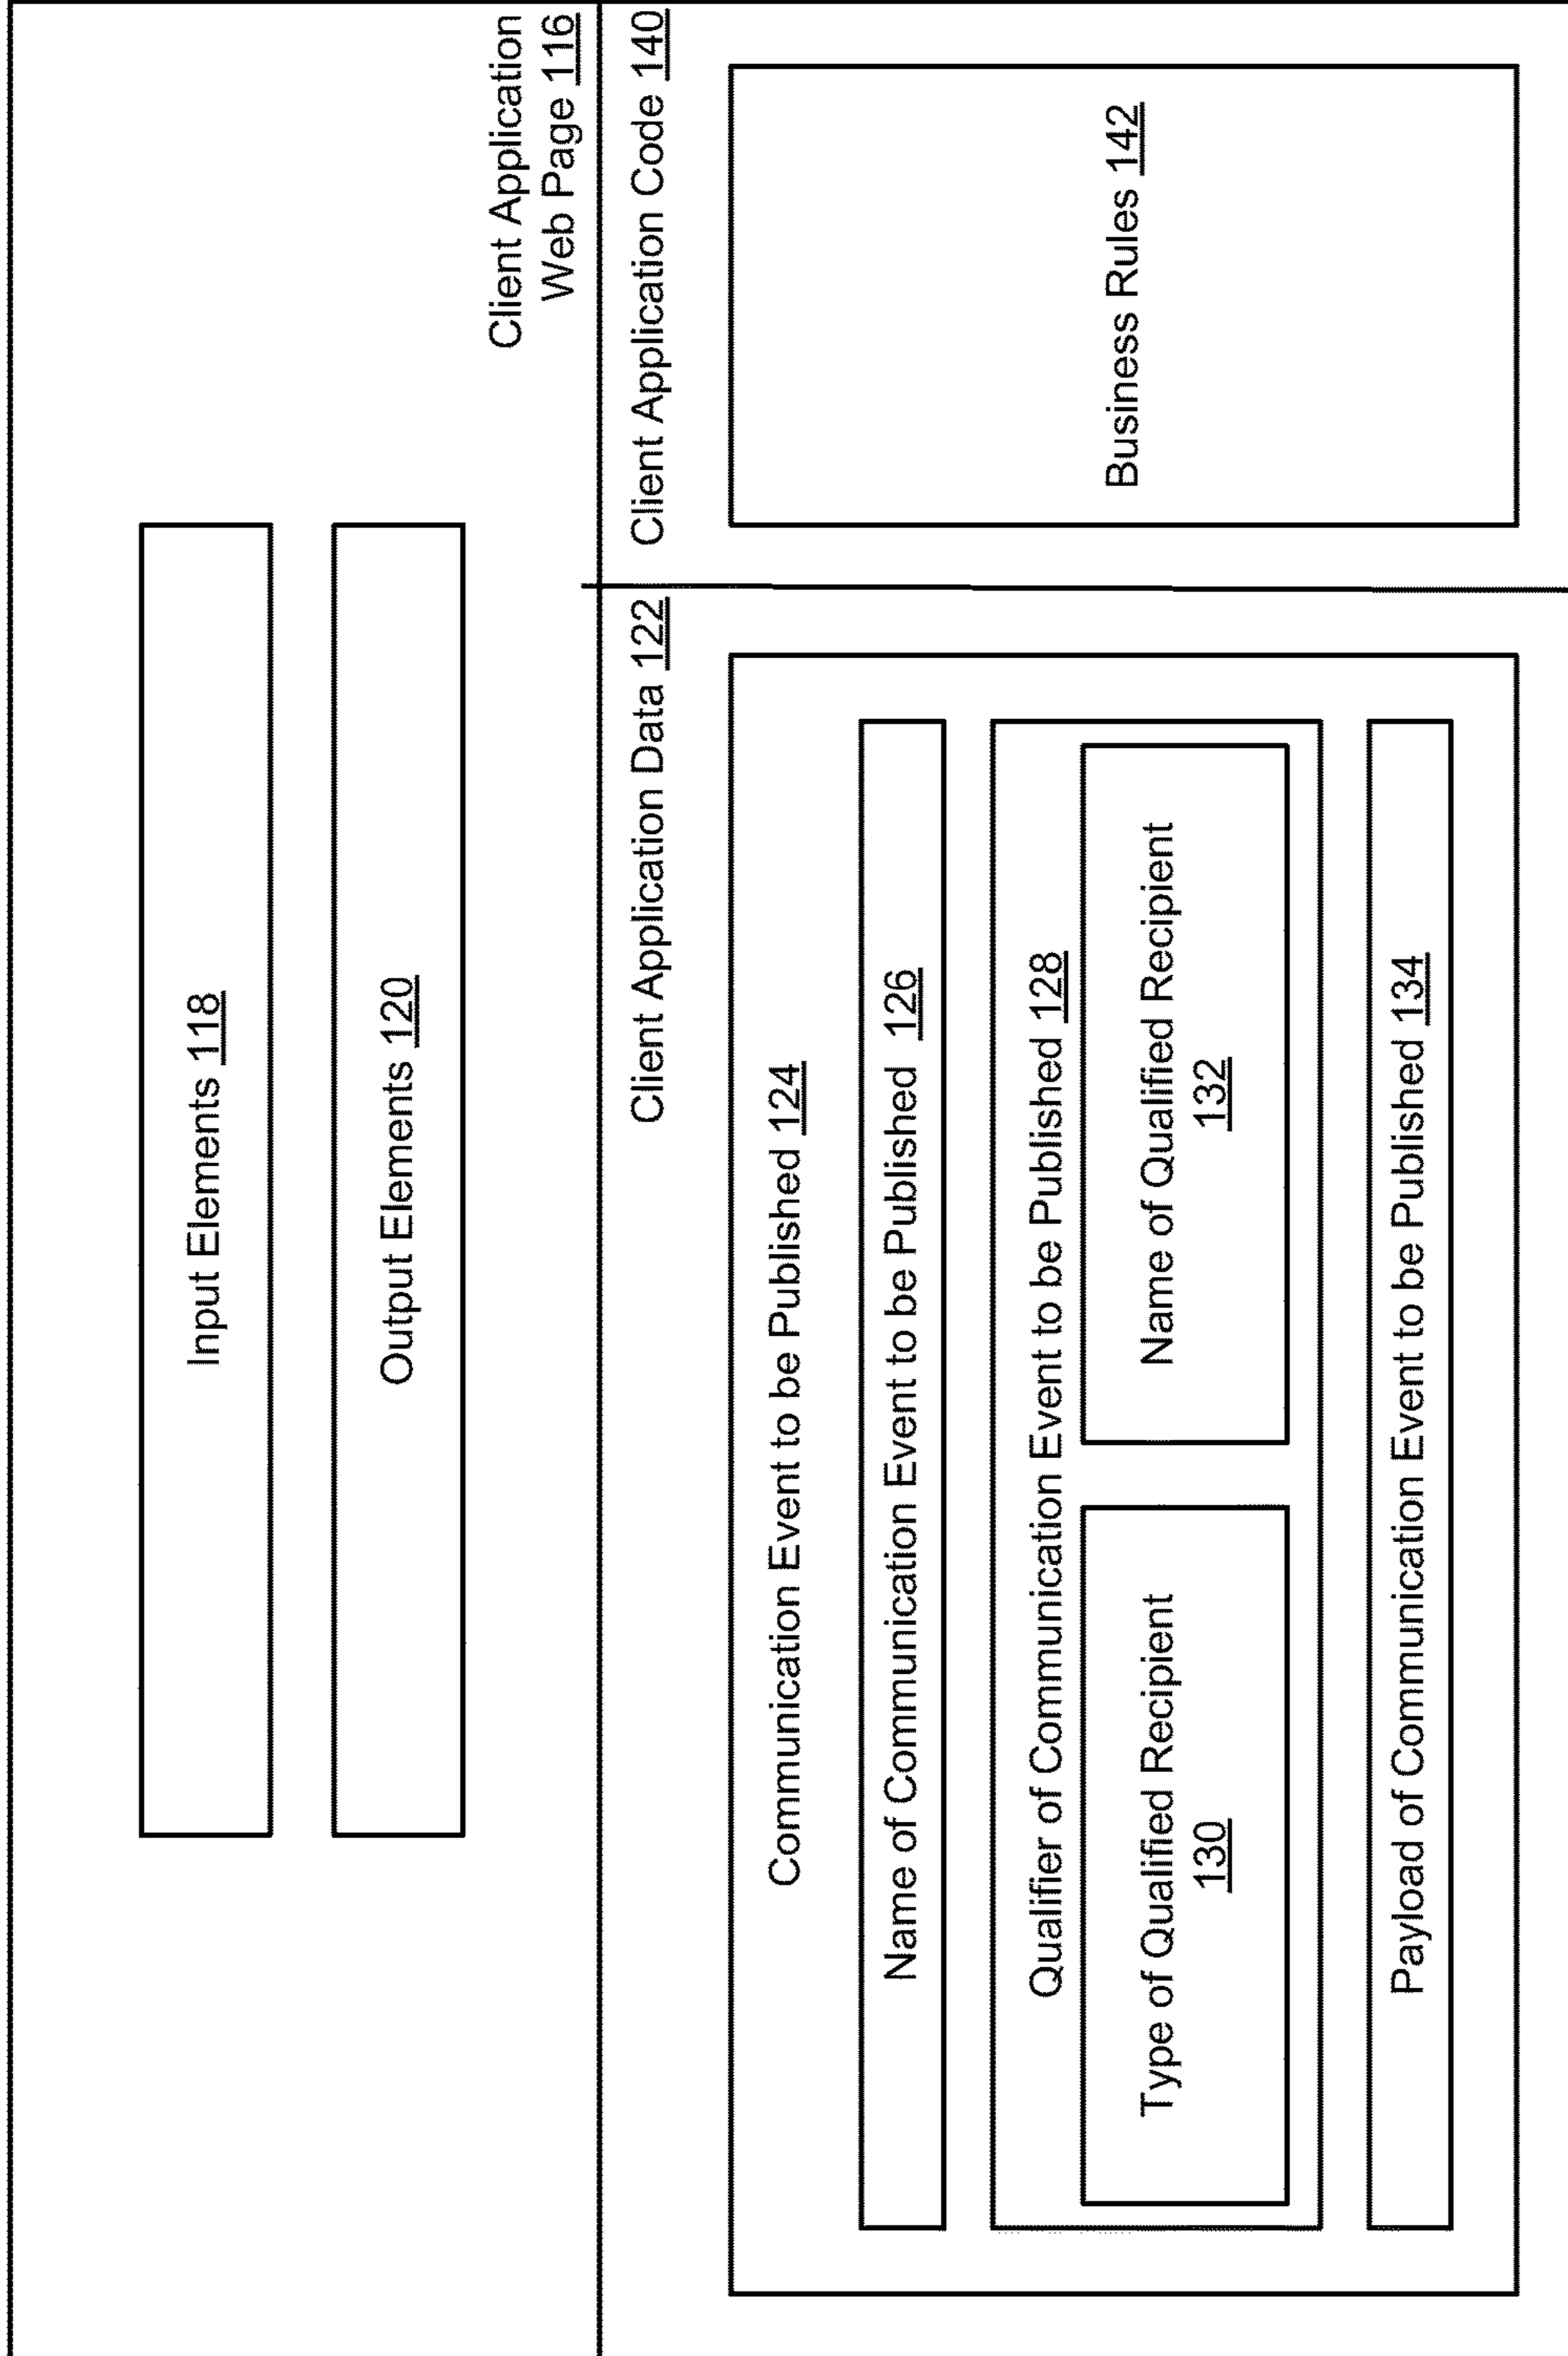 Input Elements 118
Output Elements 120
Client Application
Web Page 116
Client Application Data 122
Communication Event to be Published 124
Name of Communication Event to be Published 126
Qualifier of Communication Event to be Published 128
Type of Qualified Recipient
130
Name of Qualified Recipient
132
Payload of Communication Event to be Published 134
Client Application Code 140
Business Rules 142